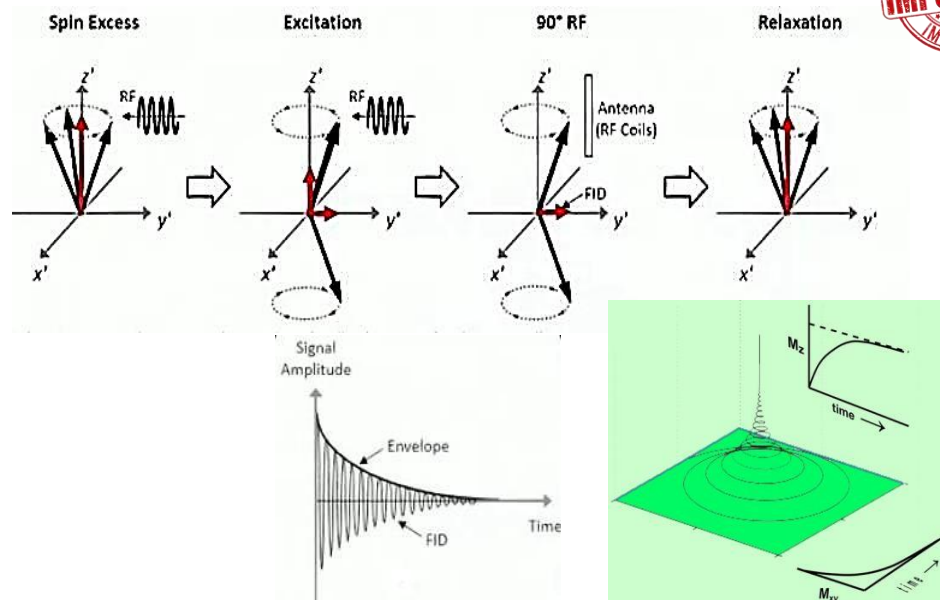 Spin Excess
Excitation
90° RF
Relaxation
z'
RF
y'
x'
z'
RF
y'
x'
z'
Antenna
(RF Coils)
FID
y'
x'
z'
y'
x'
Signal
Amplitude
Envelope
FID
Time
Mz
time
Mxy
time